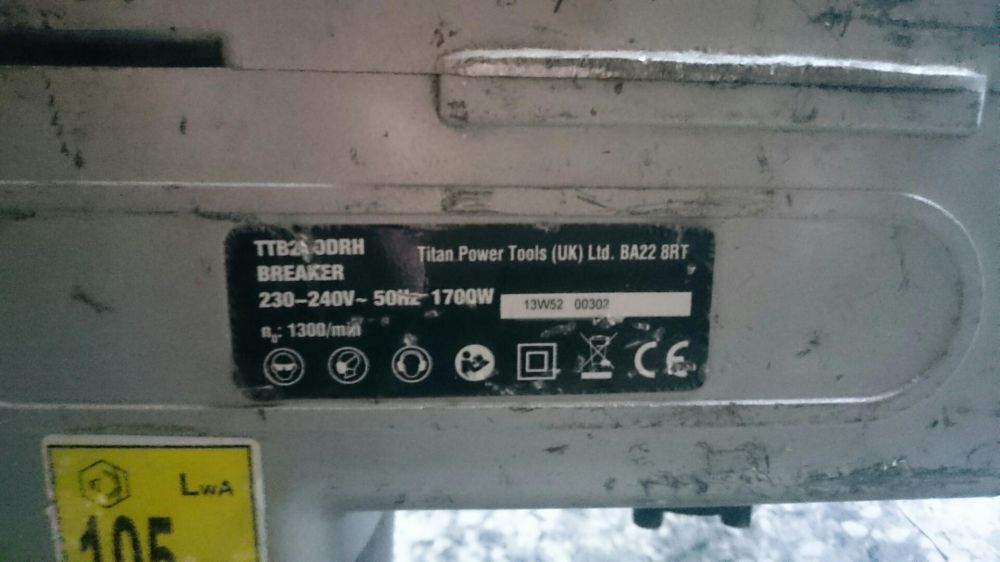 BREAKER
Titan Power Tools (UK) Ltd. BA22 8RT
230–240V~ 50Hz 1700W
13W52 00302
n₀: 1300/min
CE
LWA
105